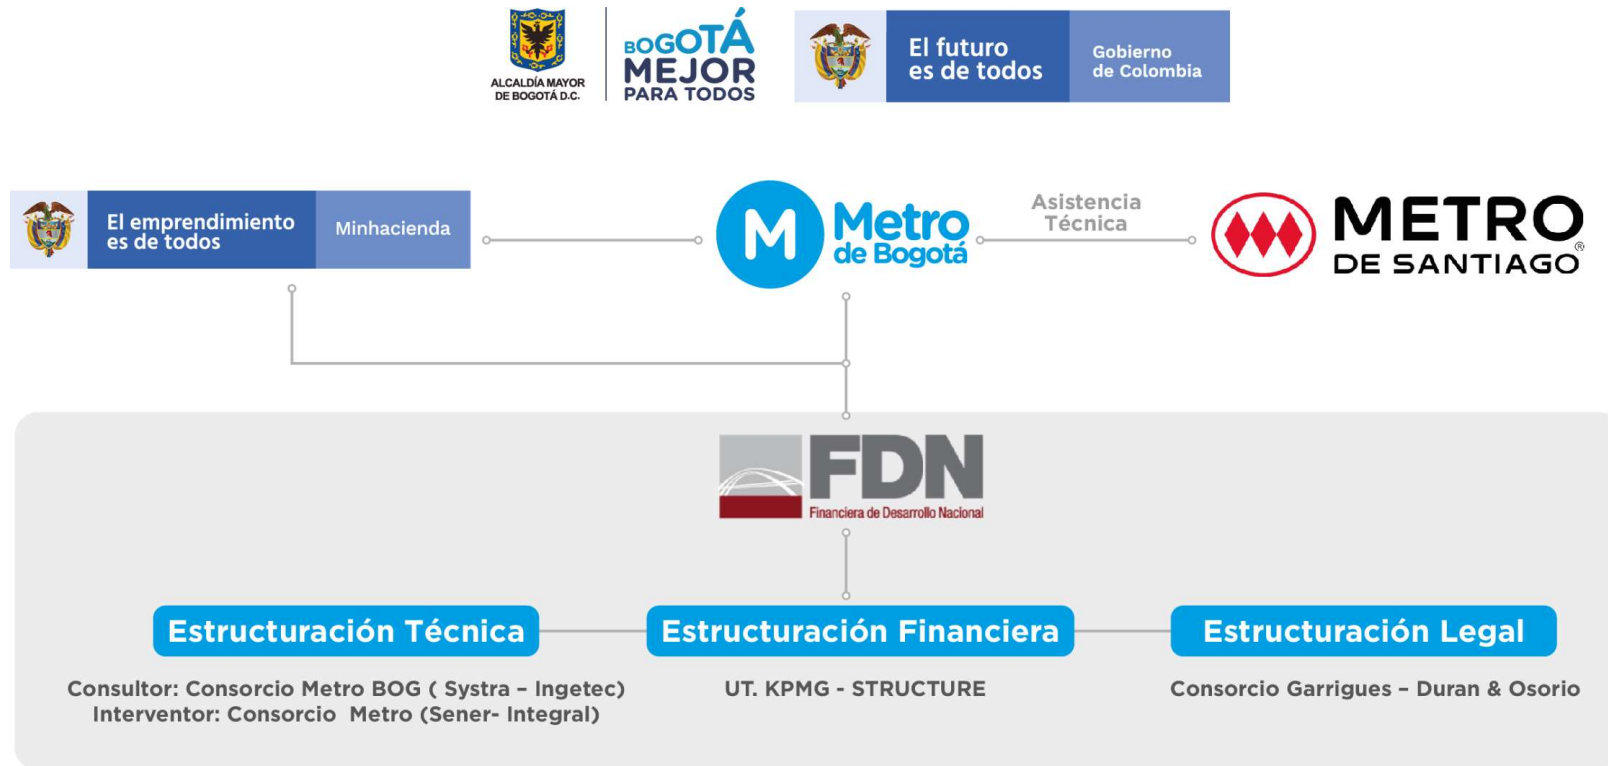 ALCALDÍA MAYOR
DE BOGOTÁ D.C.
BOGOTÁ
MEJOR
PARA TODOS
El futuro
es de todos
Gobierno
de Colombia
El emprendimiento
es de todos
Minhacienda
M
Metro
de Bogotá
Asistencia
Técnica
METRO
DE SANTIAGO®
FDN
Financiera de Desarrollo Nacional
Estructuración Técnica
Estructuración Financiera
Estructuración Legal
Consultor: Consorcio Metro BOG ( Systra – Ingetec)
Interventor: Consorcio Metro (Sener- Integral)
UT. KPMG - STRUCTURE
Consorcio Garrigues – Duran & Osorio